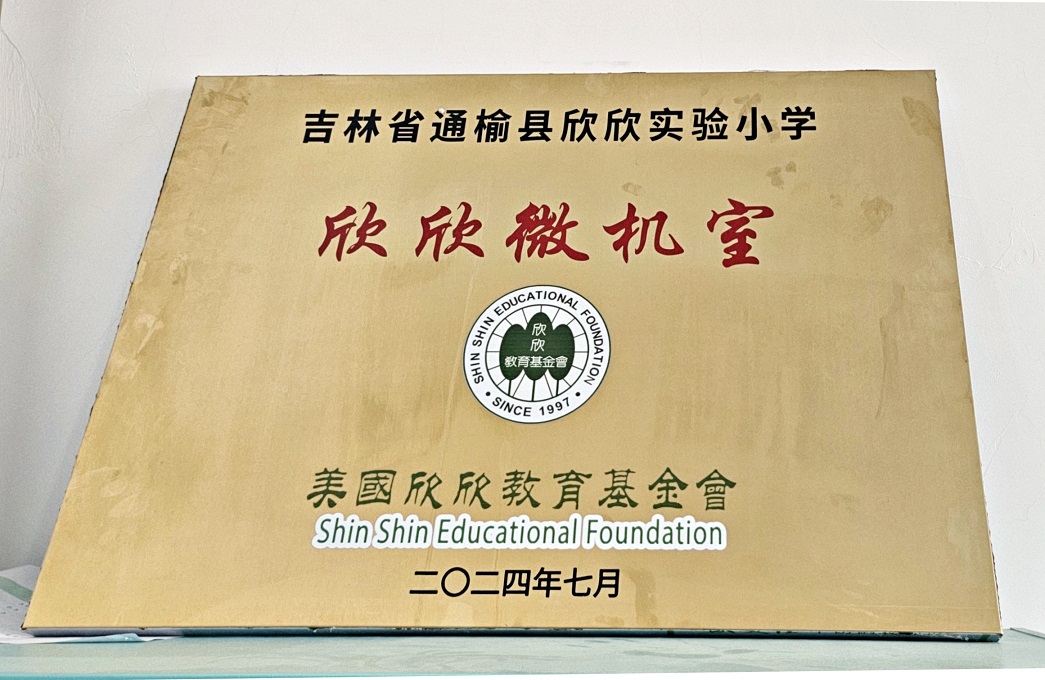 吉林省通榆县欣欣实验小学
欣欣微机室
SHIN SHIN EDUCATIONAL FOUNDATION
欣
欣
教育基金會
• SINCE 1997 •
美國欣欣教育基金會
Shin Shin Educational Foundation
二〇二四年七月